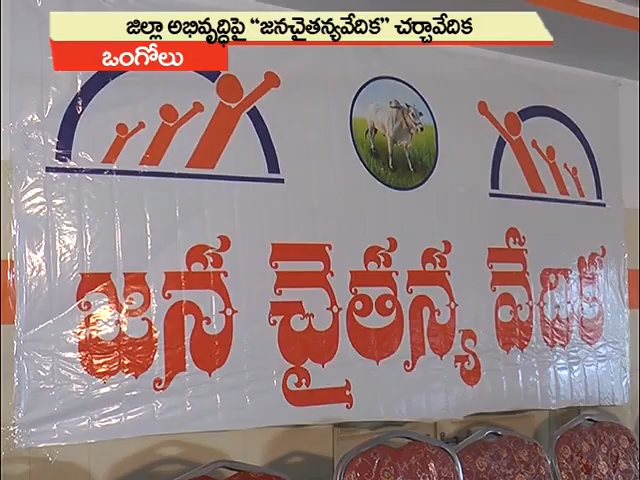 జిల్లా అభివృద్ధిపై “జనచైతన్యవేదిక” చర్చావేదిక
ఒంగోలు
జన చైతన్య వేదిక